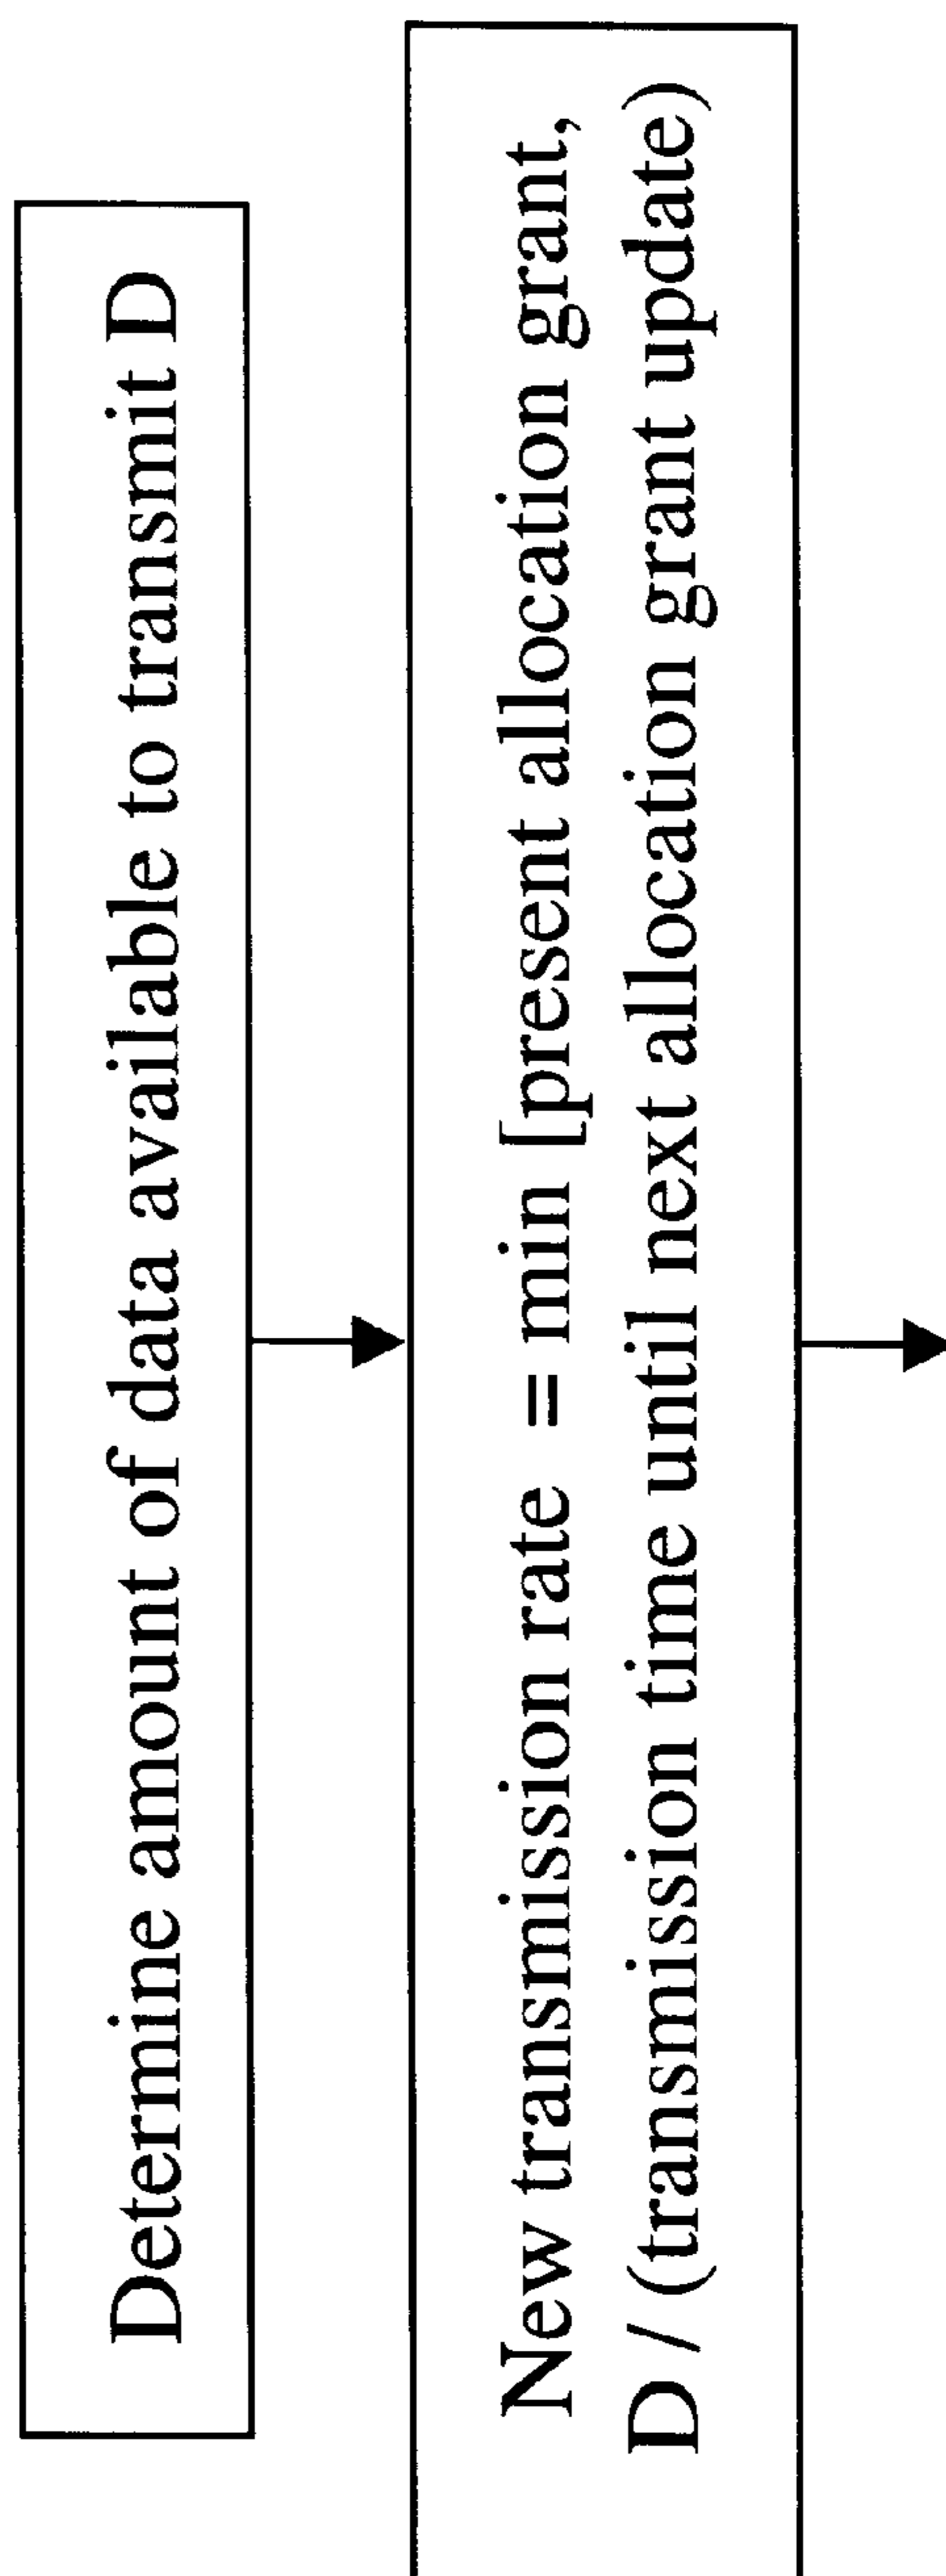 Determine amount of data available to transmit D
New transmission rate = min [present allocation grant,
D / (transmission time until next allocation grant update)